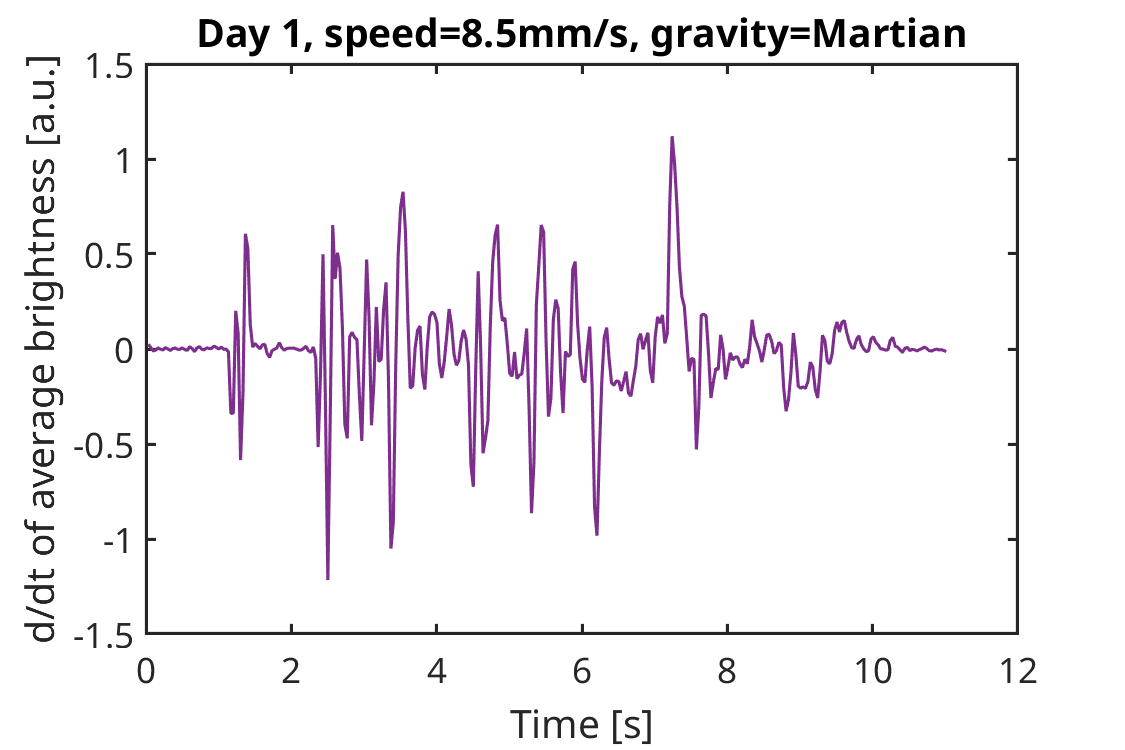 Day 1, speed=8.5mm/s, gravity=Martian
d/dt of average brightness [a.u.]
1.5
1
0.5
0
-0.5
-1
-1.5
0 2 4 6 8 10 12
Time [s]